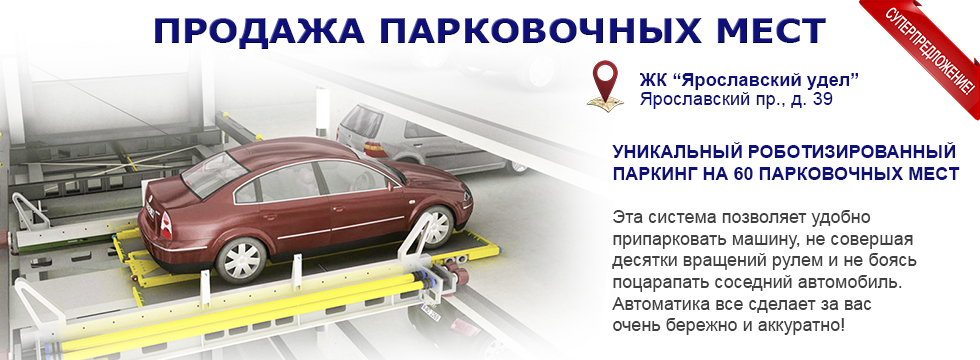 ПРОДАЖА ПАРКОВОЧНЫХ МЕСТ
СУПЕРПРЕДЛОЖЕНИЕ!
ЖК “Ярославский удел”
Ярославский пр., д. 39
УНИКАЛЬНЫЙ РОБОТИЗИРОВАННЫЙ
ПАРКИНГ НА 60 ПАРКОВОЧНЫХ МЕСТ
Эта система позволяет удобно
припарковать машину, не совершая
десятки вращений рулем и не боясь
поцарапать соседний автомобиль.
Автоматика все сделает за вас
очень бережно и аккуратно!